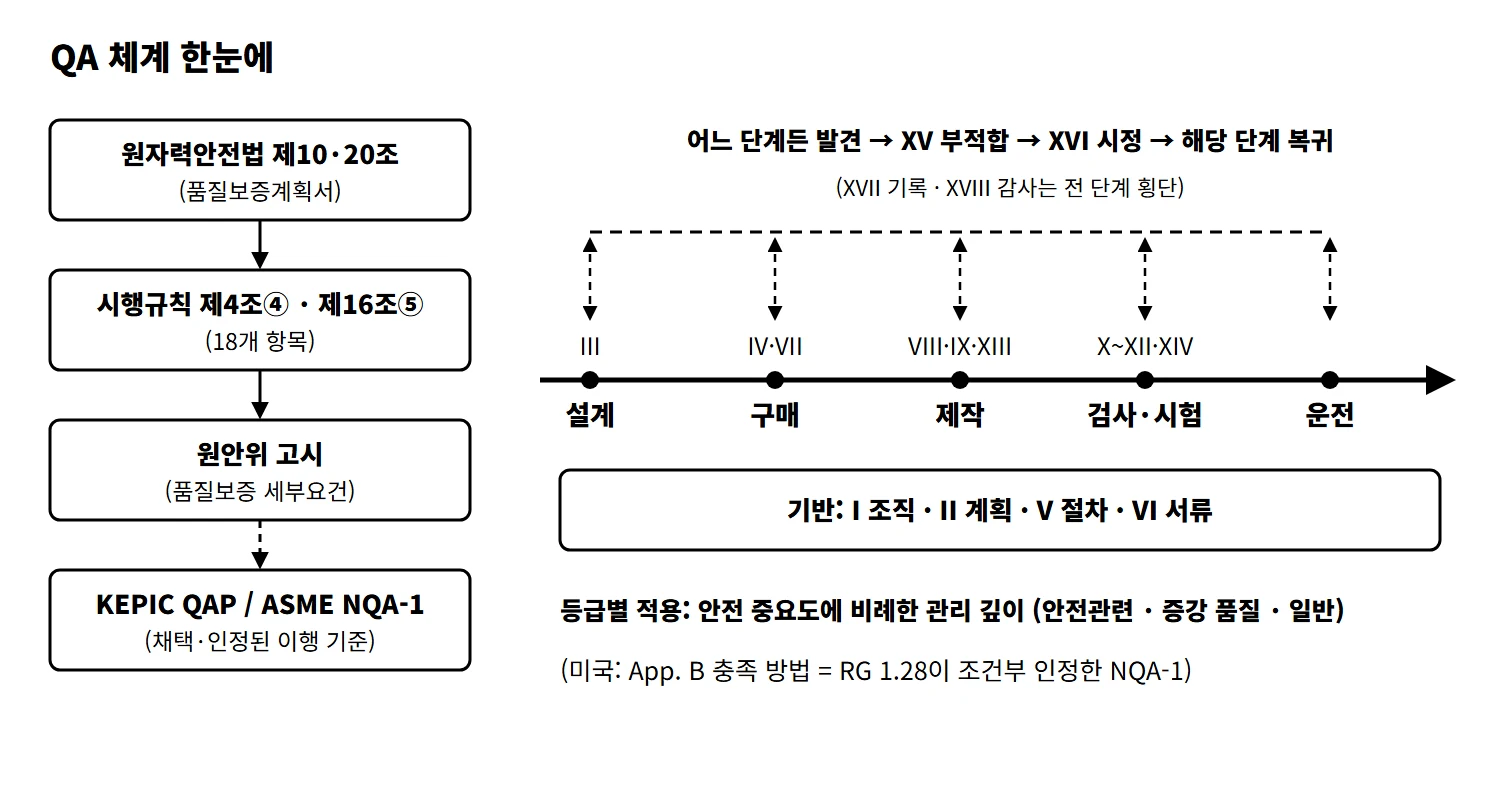 QA 체계 한눈에
원자력안전법 제10·20조
(품질보증계획서)
시행규칙 제4조④ · 제16조⑤
(18개 항목)
원안위 고시
(품질보증 세부요건)
KEPIC QAP / ASME NQA-1
(채택·인정된 이행 기준)
어느 단계든 발견 → XV 부적합 → XVI 시정 → 해당 단계 복귀
(XVII 기록 · XVIII 감사는 전 단계 횡단)
III IV·VII VIII·IX·XIII X~XII·XIV
설계 구매 제작 검사·시험 운전
기반: I 조직 · II 계획 · V 절차 · VI 서류
등급별 적용: 안전 중요도에 비례한 관리 깊이 (안전관련 · 증강 품질 · 일반)
(미국: App. B 충족 방법 = RG 1.28이 조건부 인정한 NQA-1)